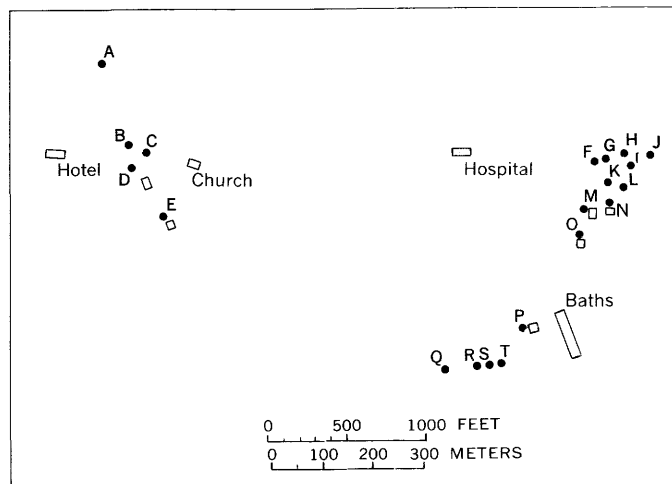 A
B C
Hotel
D
Church
E
Hospital
F G H I J
K L
M N
O
Baths
P
Q R S T
0 500 1000 FEET
0 100 200 300 METERS